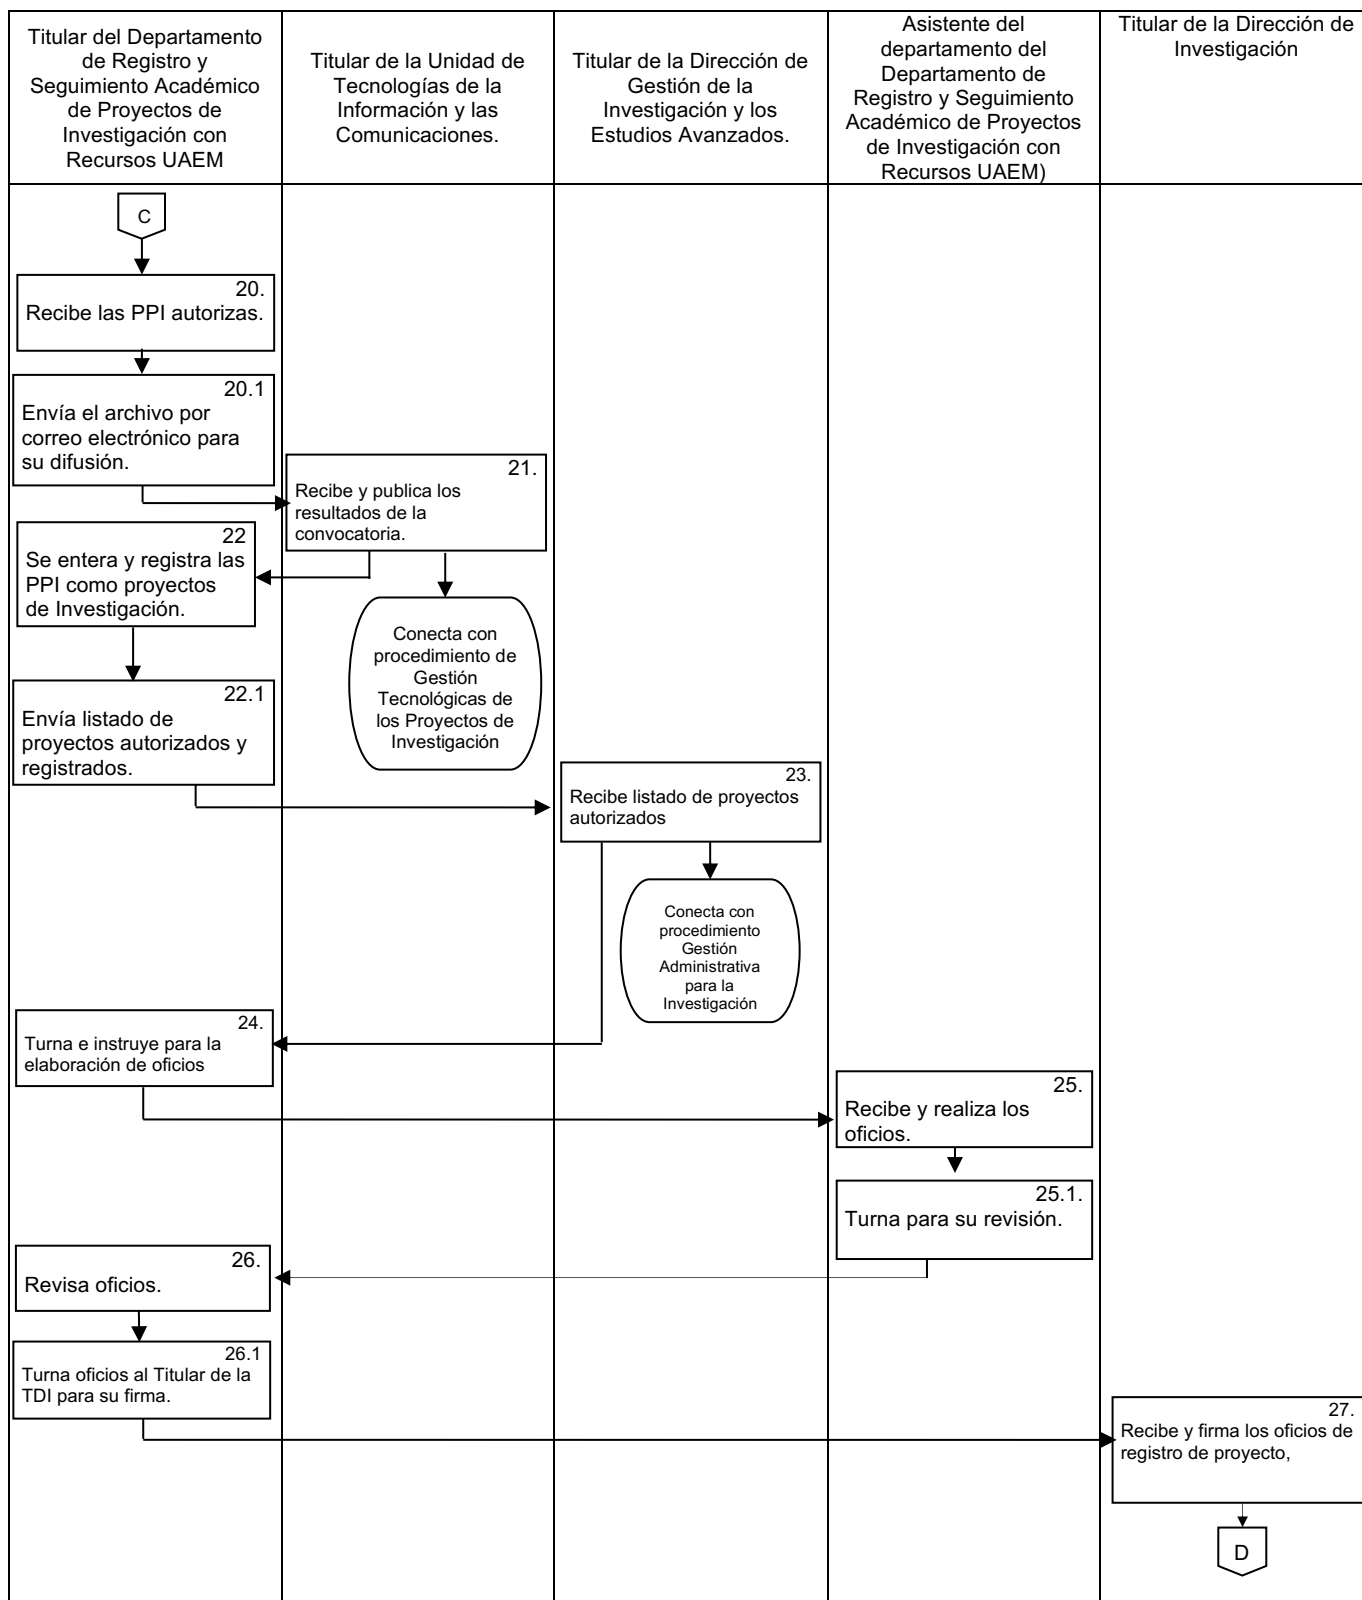 Titular del Departamento
de Registro y
Seguimiento Académico
de Proyectos de
Investigación con
Recursos UAEM
Titular de la Unidad de
Tecnologías de la
Información y las
Comunicaciones.
Titular de la Dirección de
Gestión de la
Investigación y los
Estudios Avanzados.
Asistente del
departamento del
Departamento de
Registro y Seguimiento
Académico de Proyectos
de Investigación con
Recursos UAEM)
Titular de la Dirección de
Investigación
C
20.
Recibe las PPI autorizas.
20.1
Envía el archivo por
correo electrónico para
su difusión.
21.
Recibe y publica los
resultados de la
convocatoria.
22
Se entera y registra las
PPI como proyectos
de Investigación.
Conecta con
procedimiento de
Gestión
Tecnológicas de
los Proyectos de
Investigación
22.1
Envía listado de
proyectos autorizados y
registrados.
23.
Recibe listado de proyectos
autorizados
Conecta con
procedimiento
Gestión
Administrativa
para la
Investigación
24.
Turna e instruye para la
elaboración de oficios
25.
Recibe y realiza los
oficios.
25.1.
Turna para su revisión.
26.
Revisa oficios.
26.1
Turna oficios al Titular de la
TDI para su firma.
27.
Recibe y firma los oficios de
registro de proyecto,
D